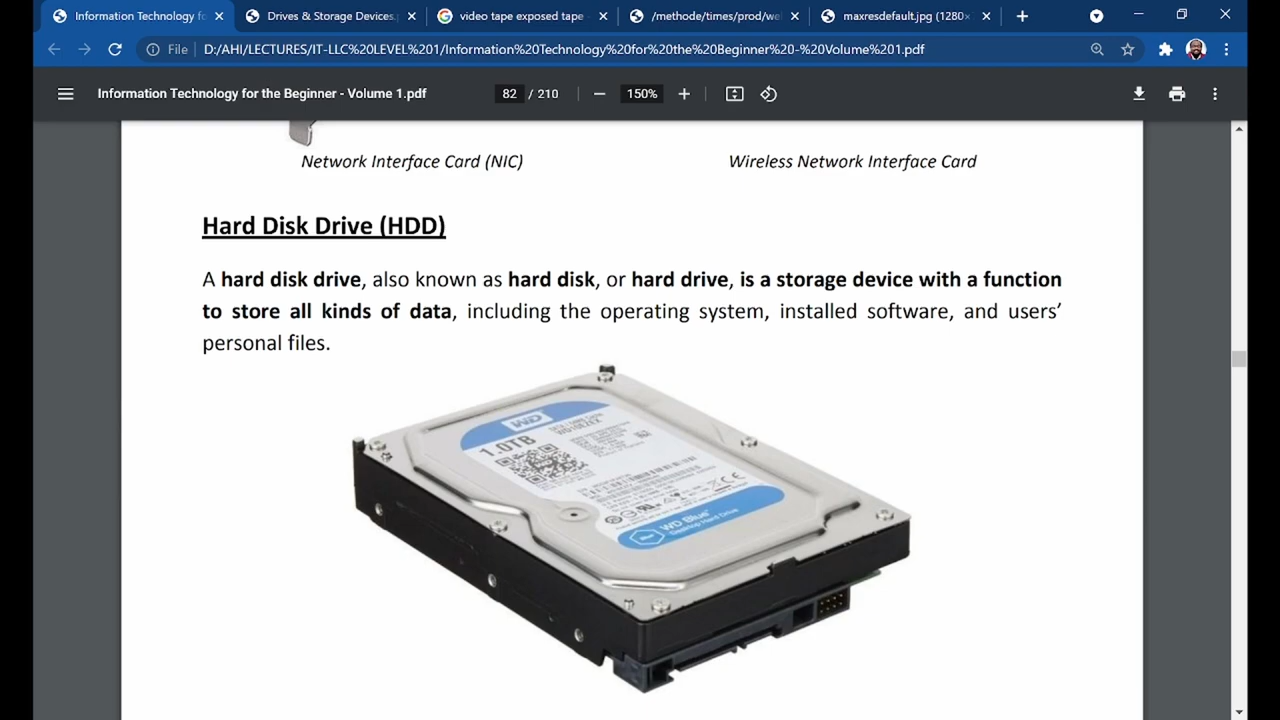 Information Technology fo
Drives & Storage Devices.
video tape exposed tape -
/methode/times/prod/we
maxresdefault.jpg (1280×
File
D:/AHI/LECTURES/IT-LLC%20LEVEL%201/Information%20Technology%20for%20the%20Beginner%20-%20Volume%201.pdf
Information Technology for the Beginner - Volume 1.pdf
82 / 210
150%
Network Interface Card (NIC)
Wireless Network Interface Card
Hard Disk Drive (HDD)
A hard disk drive, also known as hard disk, or hard drive, is a storage device with a function
to store all kinds of data, including the operating system, installed software, and users’
personal files.
WD
1.0TB
WD Blue
Desktop Hard Drive